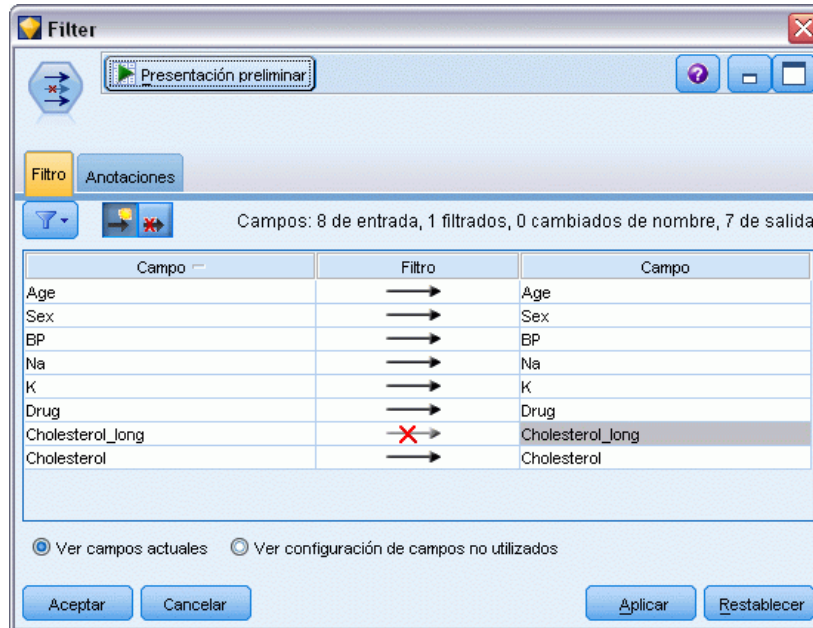 Filter
Presentación preliminar
Filtro Anotaciones
Campos: 8 de entrada, 1 filtrados, 0 cambiados de nombre, 7 de salida
Campo Filtro Campo
Age Age
Sex Sex
BP BP
Na Na
K K
Drug Drug
Cholesterol_long Cholesterol_long
Cholesterol Cholesterol
Ver campos actuales Ver configuración de campos no utilizados
Aceptar Cancelar Aplicar Restablecer